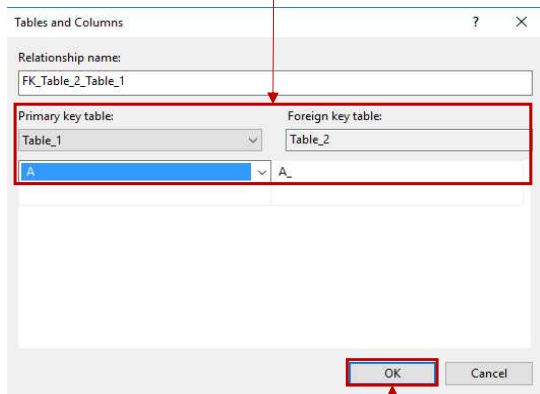 Tables and Columns ? ×
Relationship name:
FK_Table_2_Table_1
Primary key table: Foreign key table:
Table_1 Table_2
A A_
OK Cancel